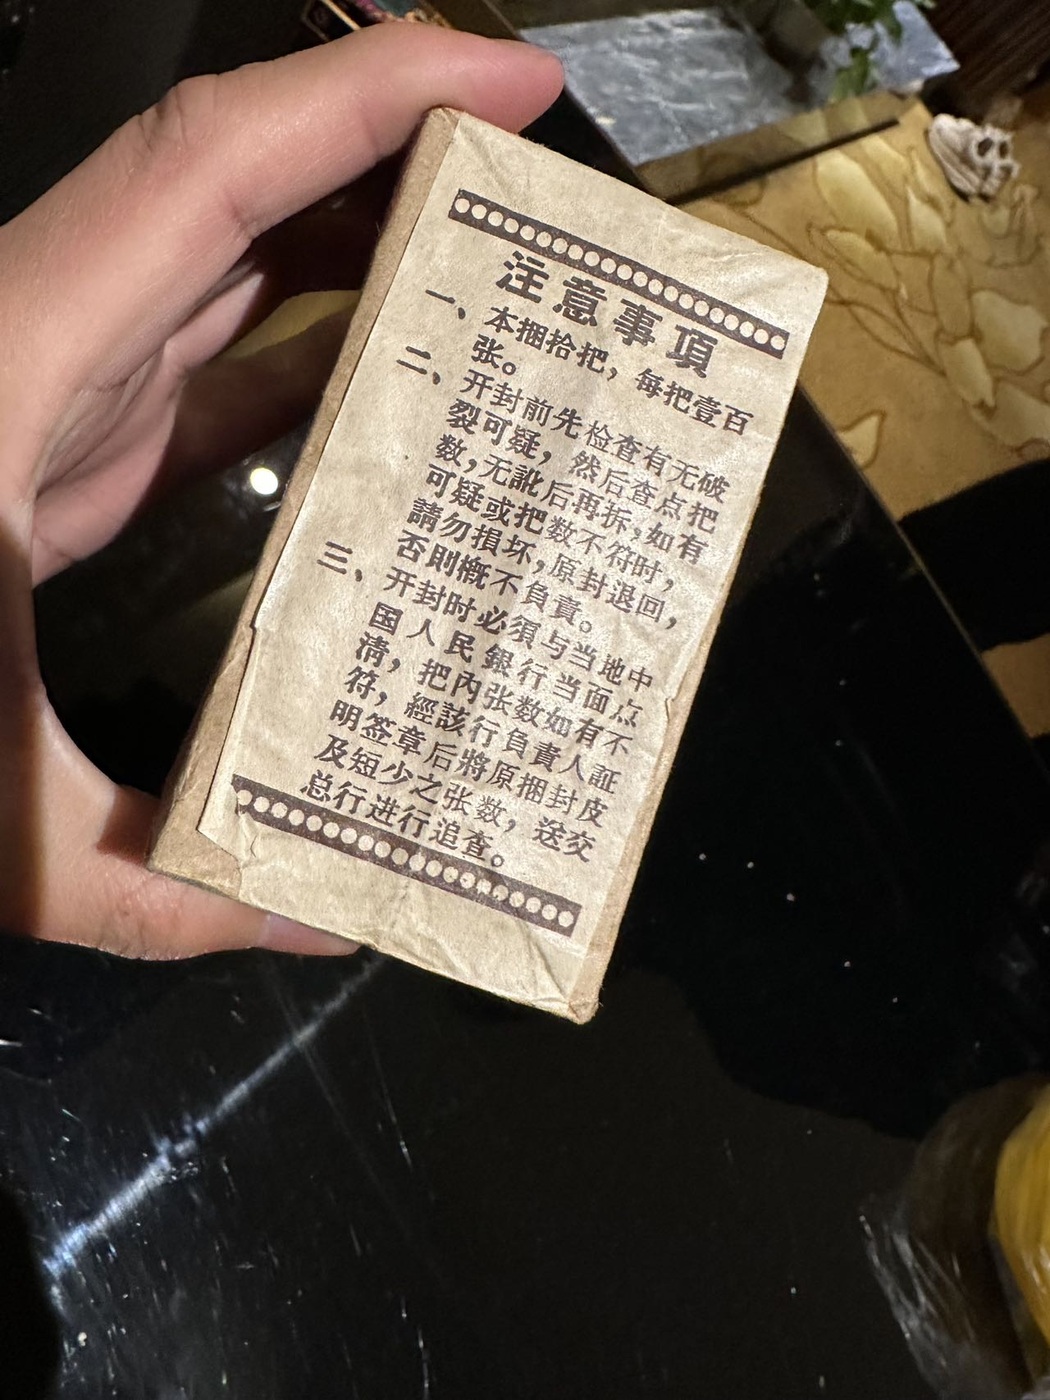 注意事項
一、本捆拾把，每把壹百
张。
二、开封前先检查有无破
裂可疑，然后查点把
数，无訛后再拆，如有
可疑或把数不符时，
請勿損坏，原封退回，
否則概不負責。
三、开封时必須与当地中
国人民銀行当面点
清，把内张数如有不
符，經該行負責人証
明签章后將原捆封皮
及短少之张数，送交
总行进行追查。